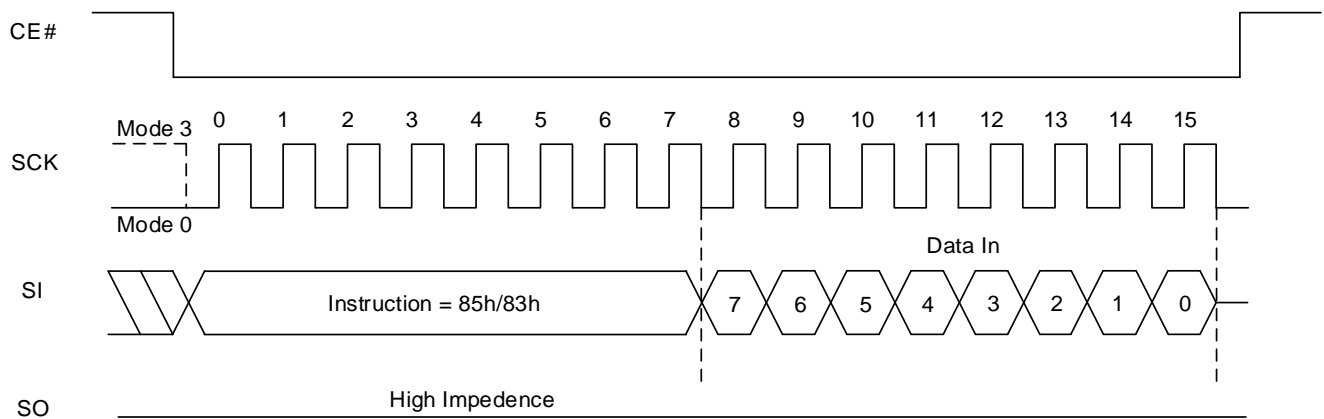 CE#
Mode 3
0 1 2 3 4 5 6 7 8 9 10 11 12 13 14 15
SCK
Mode 0
Data In
SI
Instruction = 85h/83h
7 6 5 4 3 2 1 0
High Impedence
SO